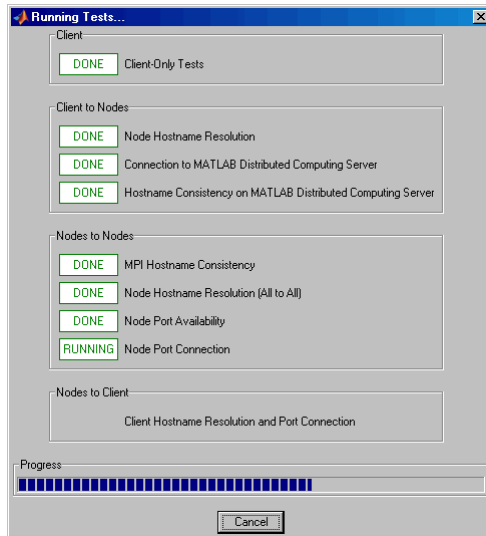 Running Tests...
Client
DONE Client-Only Tests
Client to Nodes
DONE Node Hostname Resolution
DONE Connection to MATLAB Distributed Computing Server
DONE Hostname Consistency on MATLAB Distributed Computing Server
Nodes to Nodes
DONE MPI Hostname Consistency
DONE Node Hostname Resolution (All to All)
DONE Node Port Availability
RUNNING Node Port Connection
Nodes to Client
Client Hostname Resolution and Port Connection
Progress
Cancel